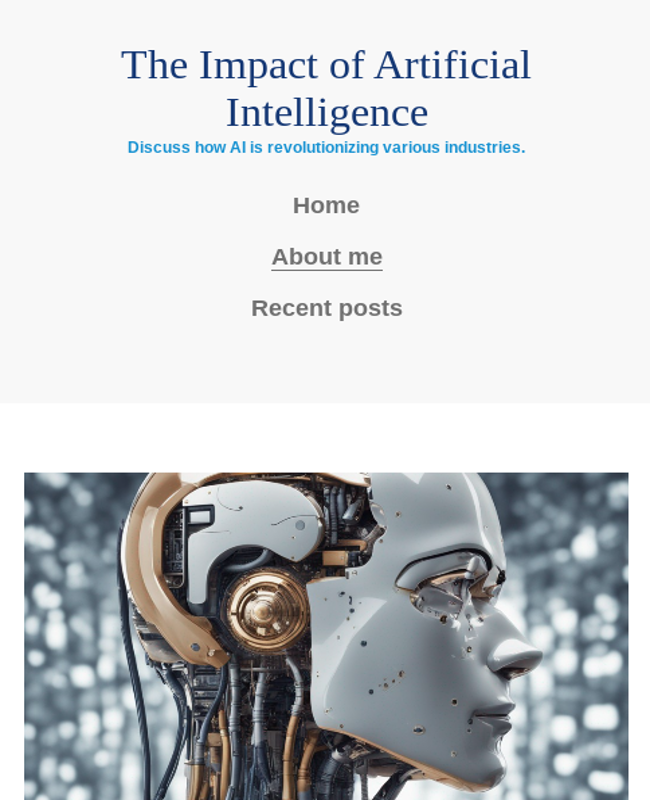 The Impact of Artificial
Intelligence
Discuss how AI is revolutionizing various industries.
Home
About me
Recent posts